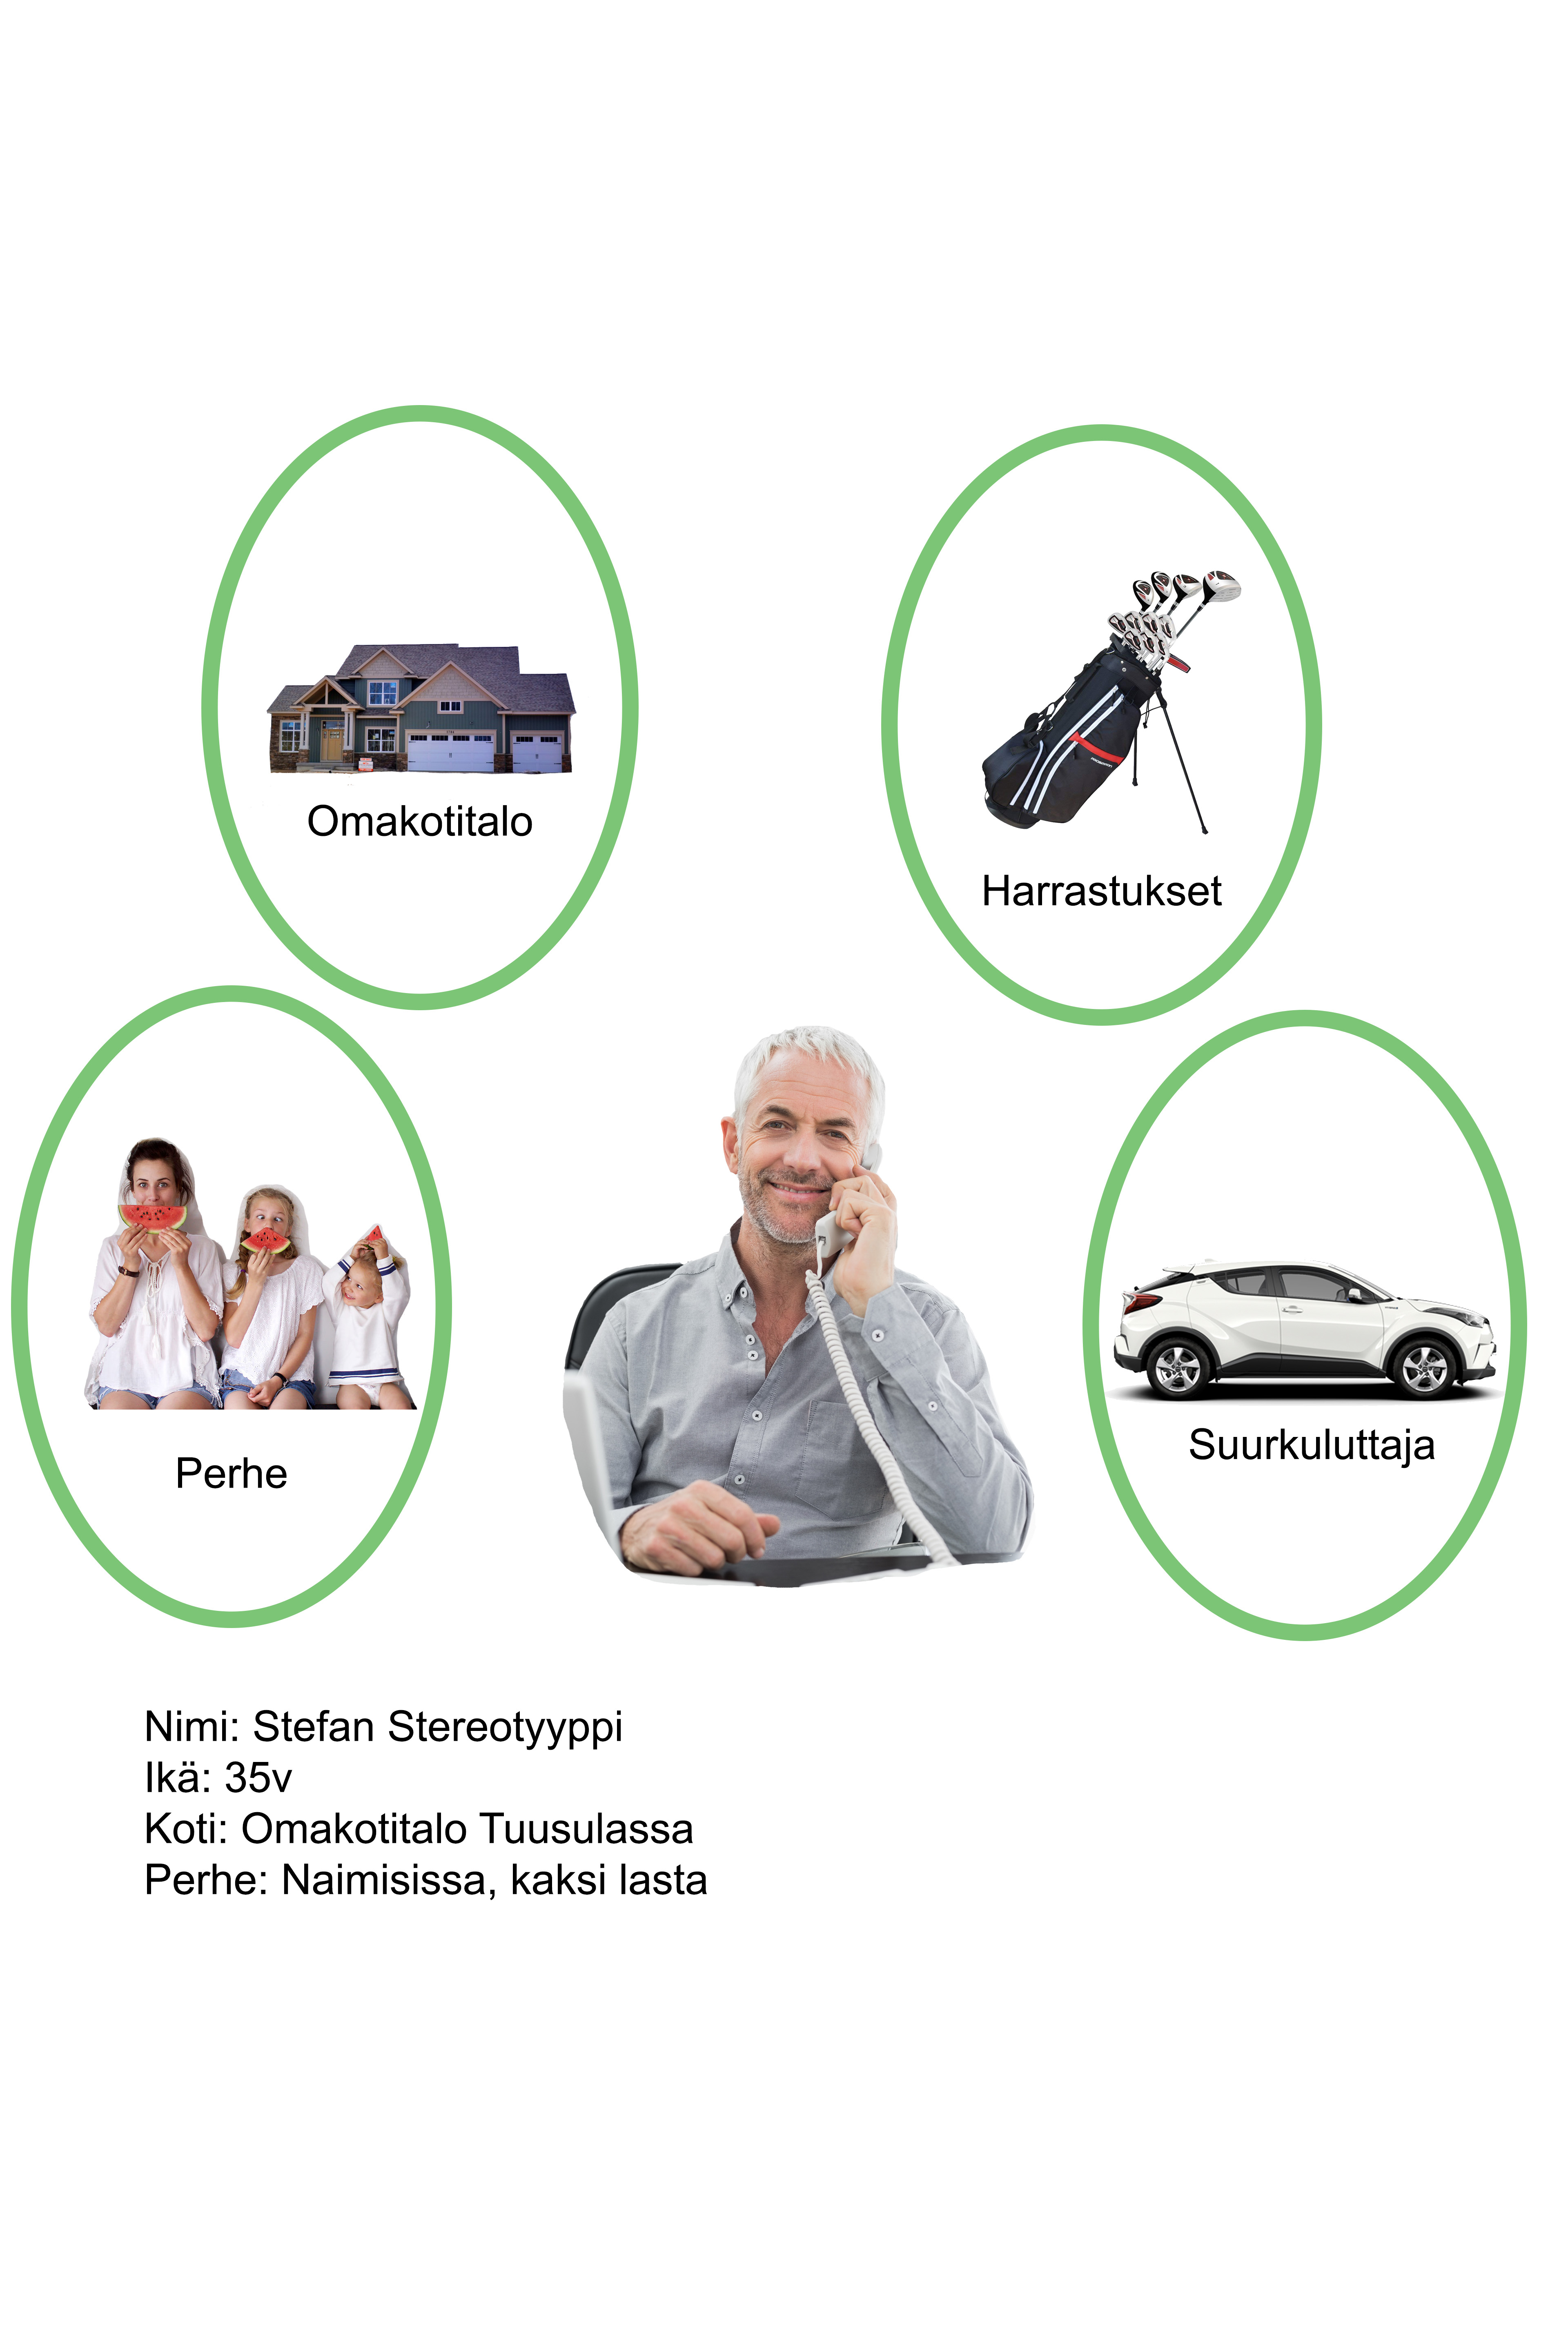 Omakotitalo
Harrastukset
Perhe
Suurkuluttaja
Nimi: Stefan Stereotyyppi
Ikä: 35v
Koti: Omakotitalo Tuusulassa
Perhe: Naimisissa, kaksi lasta